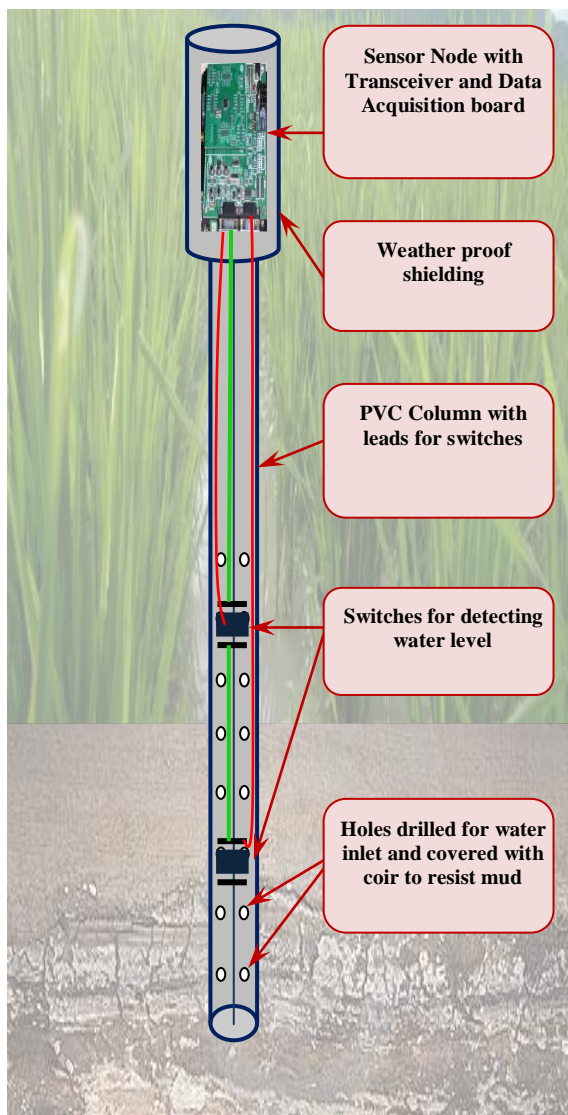 Sensor Node with
Transceiver and Data
Acquisition board
Weather proof
shielding
PVC Column with
leads for switches
Switches for detecting
water level
Holes drilled for water
inlet and covered with
coir to resist mud